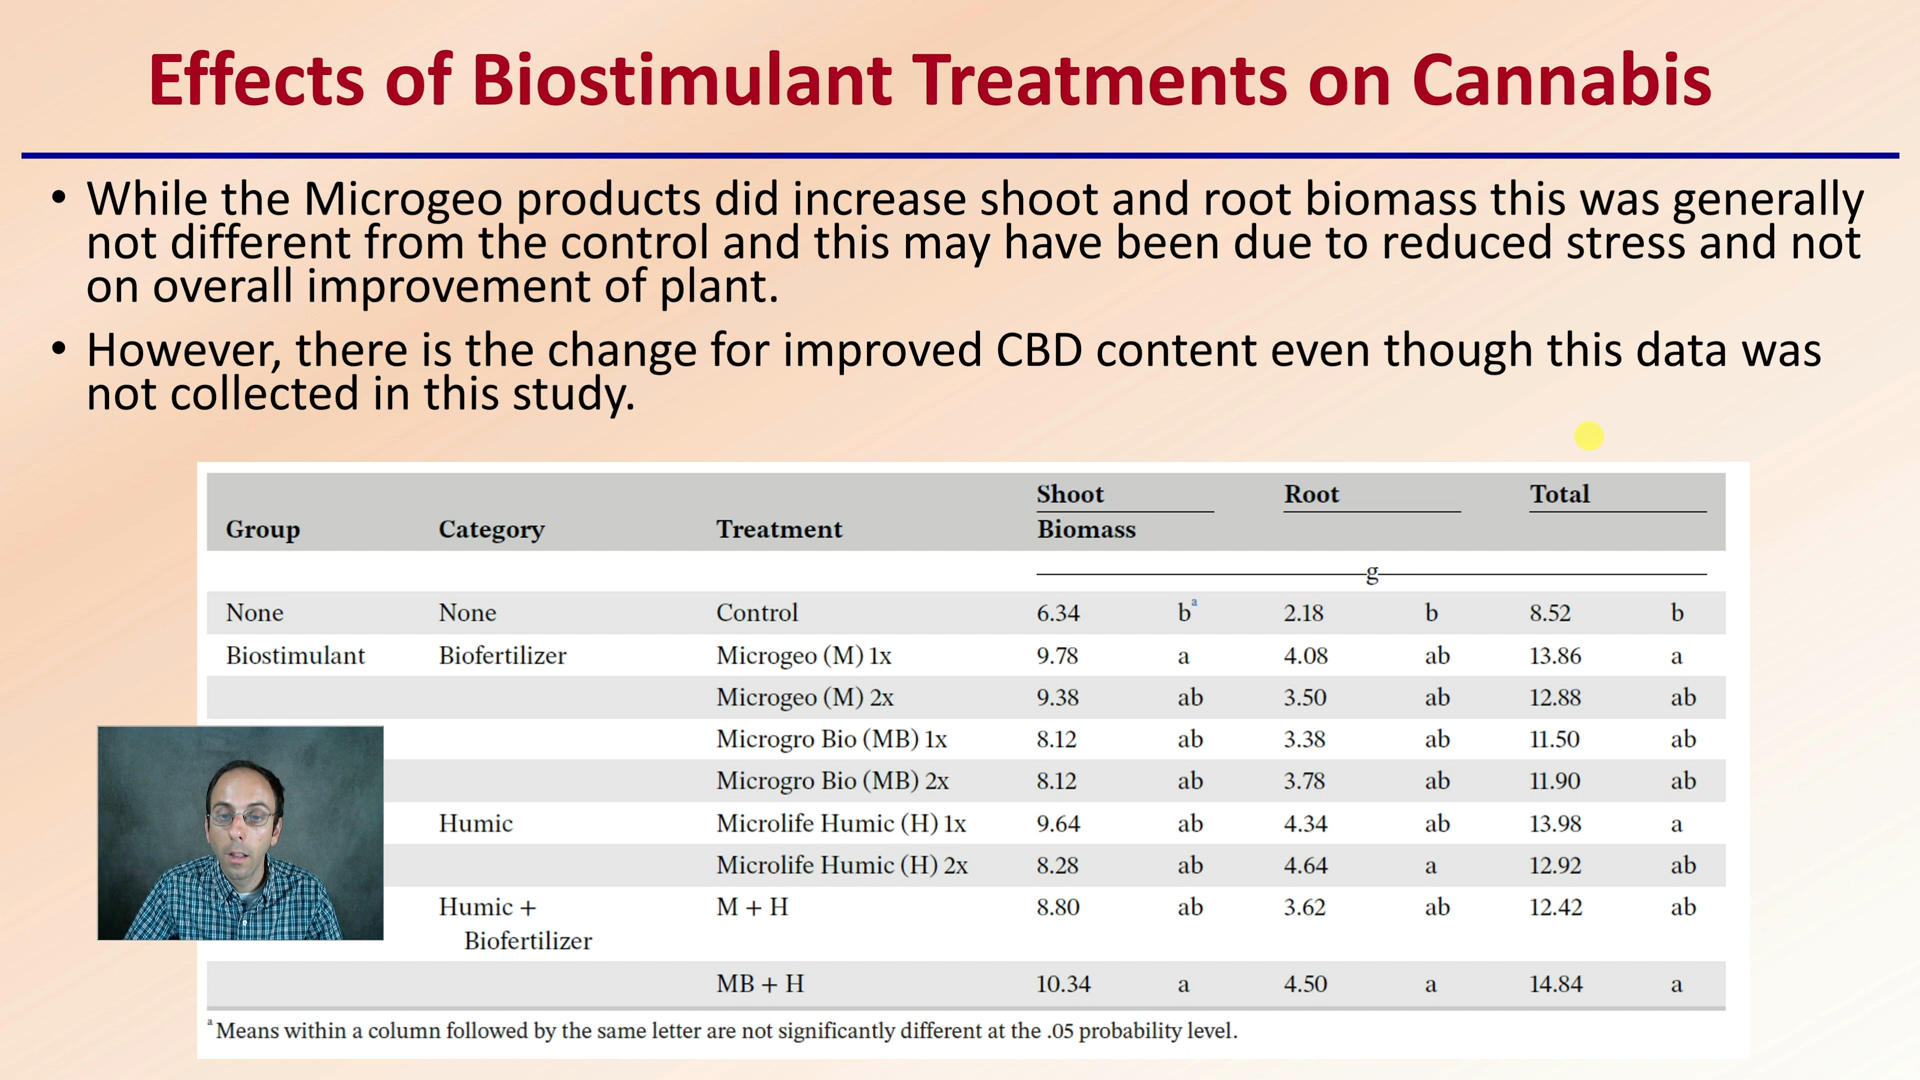 Effects of Biostimulant Treatments on Cannabis
• While the Microgeo products did increase shoot and root biomass this was generally
not different from the control and this may have been due to reduced stress and not
on overall improvement of plant.
• However, there is the change for improved CBD content even though this data was
not collected in this study.
Shoot Root Total
Group Category Treatment Biomass
g
None None Control 6.34 bᵃ 2.18 b 8.52 b
Biostimulant Biofertilizer Microgeo (M) 1x 9.78 a 4.08 ab 13.86 a
Microgeo (M) 2x 9.38 ab 3.50 ab 12.88 ab
Microgro Bio (MB) 1x 8.12 ab 3.38 ab 11.50 ab
Microgro Bio (MB) 2x 8.12 ab 3.78 ab 11.90 ab
Humic Microlife Humic (H) 1x 9.64 ab 4.34 ab 13.98 a
Microlife Humic (H) 2x 8.28 ab 4.64 a 12.92 ab
Humic + M + H 8.80 ab 3.62 ab 12.42 ab
Biofertilizer
MB + H 10.34 a 4.50 a 14.84 a
ᵃ Means within a column followed by the same letter are not significantly different at the .05 probability level.